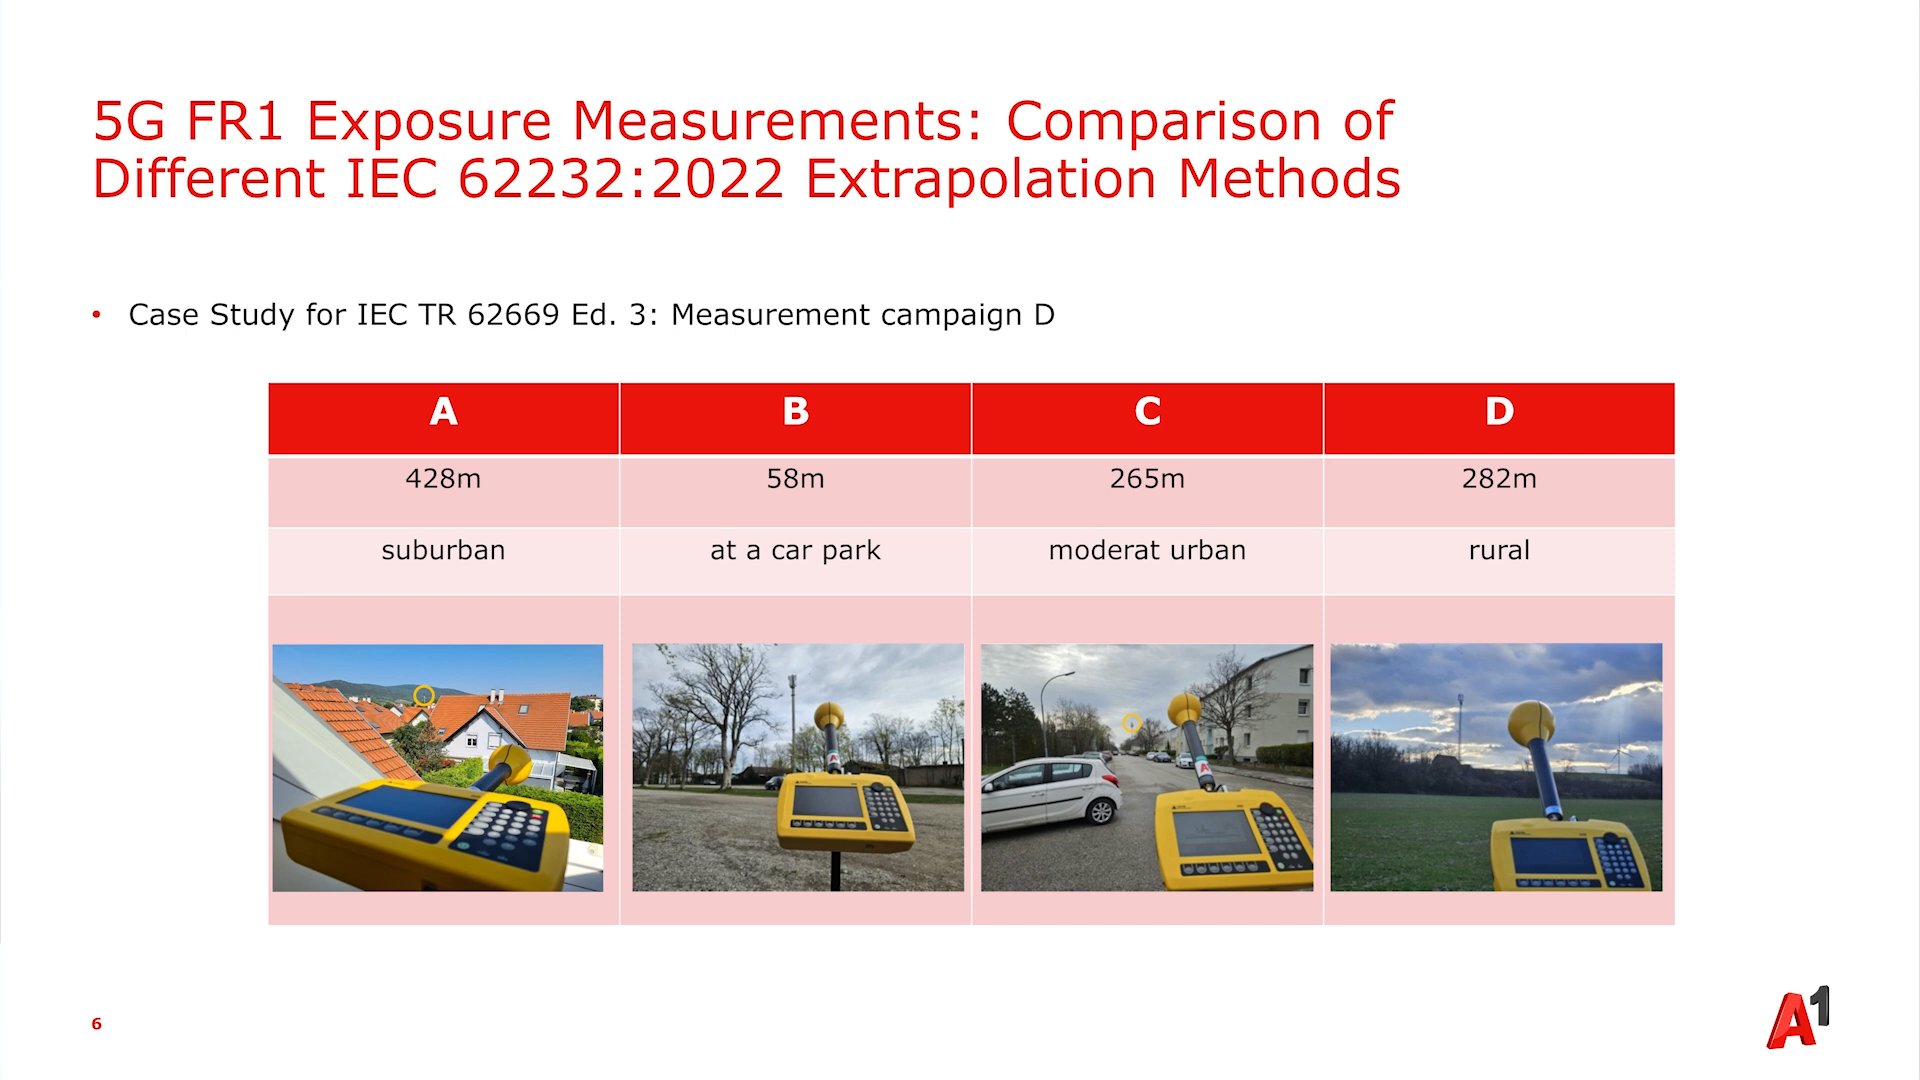 5G FR1 Exposure Measurements: Comparison of
Different IEC 62232:2022 Extrapolation Methods
• Case Study for IEC TR 62669 Ed. 3: Measurement campaign D
A B C D
428m 58m 265m 282m
suburban at a car park moderat urban rural
6
A1